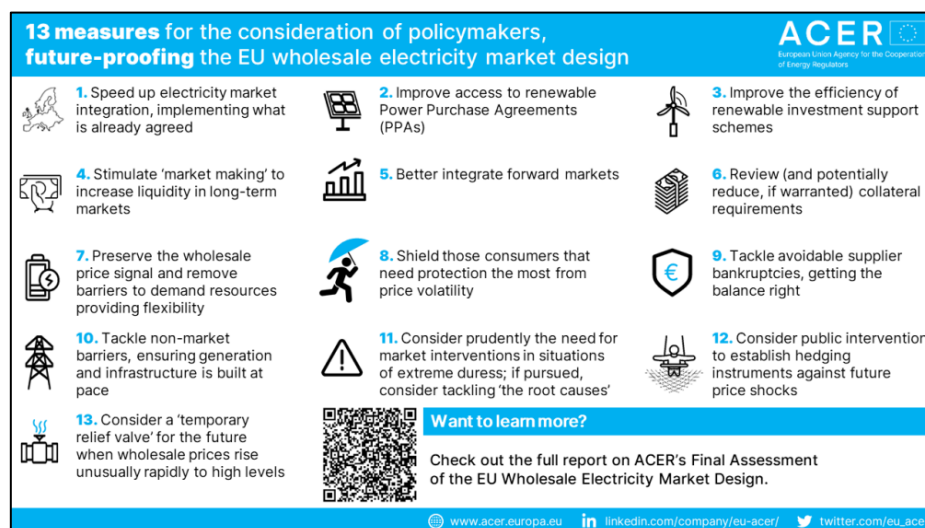 13 measures for the consideration of policymakers,
future-proofing the EU wholesale electricity market design
ACER
European Union Agency for the Cooperation
of Energy Regulators
1. Speed up electricity market
integration, implementing what
is already agreed
2. Improve access to renewable
Power Purchase Agreements
(PPAs)
3. Improve the efficiency of
renewable investment support
schemes
4. Stimulate 'market making' to
increase liquidity in long-term
markets
5. Better integrate forward markets
6. Review (and potentially
reduce, if warranted) collateral
requirements
7. Preserve the wholesale
price signal and remove
barriers to demand resources
providing flexibility
8. Shield those consumers that
need protection the most from
price volatility
€
9. Tackle avoidable supplier
bankruptcies, getting the
balance right
10. Tackle non-market
barriers, ensuring generation
and infrastructure is built at
pace
11. Consider prudently the need for
market interventions in situations
of extreme duress; if pursued,
consider tackling 'the root causes'
12. Consider public intervention
to establish hedging
instruments against future
price shocks
13. Consider a 'temporary
relief valve' for the future
when wholesale prices rise
unusually rapidly to high levels
Want to learn more?
Check out the full report on ACER's Final Assessment
of the EU Wholesale Electricity Market Design.
www.acer.europa.eu in linkedin.com/company/eu-acer/ twitter.com/eu_ace